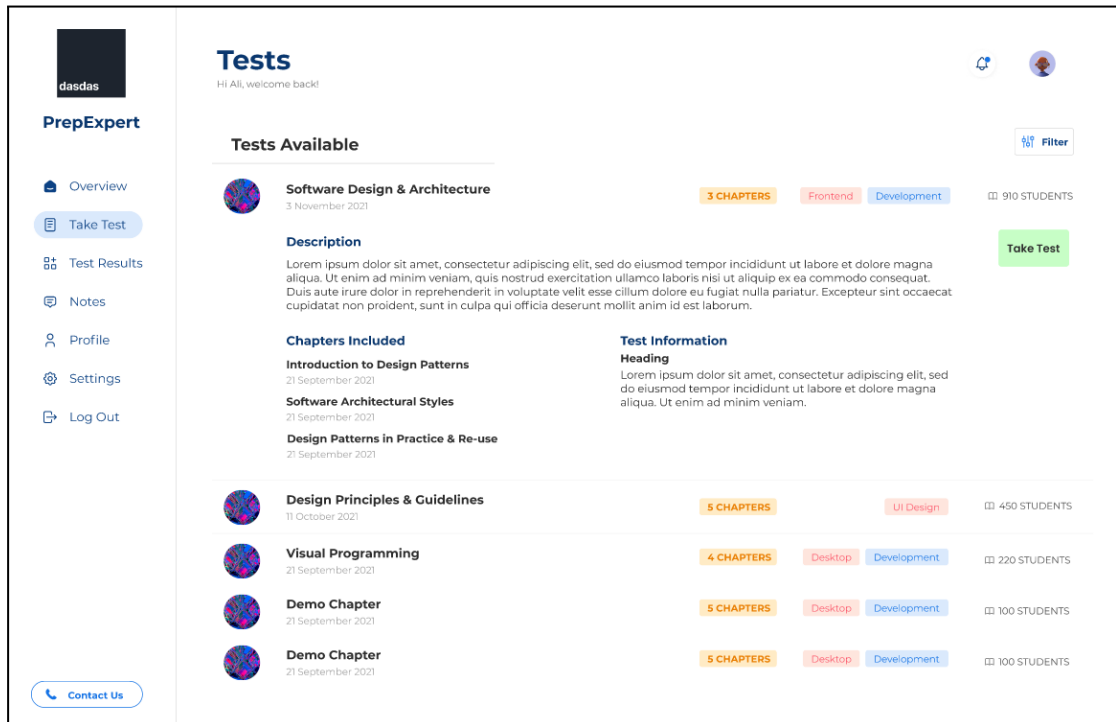 dasdas
PrepExpert
Overview
Take Test
Test Results
Notes
Profile
Settings
Log Out
Contact Us
Tests
Hi Ali, welcome back!
Tests Available
Filter
Software Design & Architecture
3 November 2021
3 CHAPTERS
Frontend
Development
910 STUDENTS
Take Test
Description
Lorem ipsum dolor sit amet, consectetur adipiscing elit, sed do eiusmod tempor incididunt ut labore et dolore magna
aliqua. Ut enim ad minim veniam, quis nostrud exercitation ullamco laboris nisi ut aliquip ex ea commodo consequat.
Duis aute irure dolor in reprehenderit in voluptate velit esse cillum dolore eu fugiat nulla pariatur. Excepteur sint occaecat
cupidatat non proident, sunt in culpa qui officia deserunt mollit anim id est laborum.
Chapters Included
Introduction to Design Patterns
21 September 2021
Software Architectural Styles
21 September 2021
Design Patterns in Practice & Re-use
21 September 2021
Test Information
Heading
Lorem ipsum dolor sit amet, consectetur adipiscing elit, sed
do eiusmod tempor incididunt ut labore et dolore magna
aliqua. Ut enim ad minim veniam.
Design Principles & Guidelines
11 October 2021
5 CHAPTERS
UI Design
450 STUDENTS
Visual Programming
21 September 2021
4 CHAPTERS
Desktop
Development
220 STUDENTS
Demo Chapter
21 September 2021
5 CHAPTERS
Desktop
Development
100 STUDENTS
Demo Chapter
21 September 2021
5 CHAPTERS
Desktop
Development
100 STUDENTS